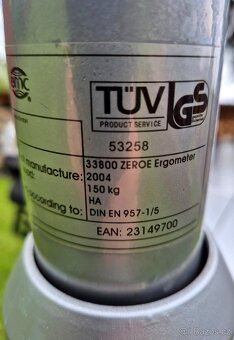 TÜV
PRODUCT SERVICE
GS
53258
33800 ZEROE Ergometer
manufacture: 2004
150 kg
HA
according to: DIN EN 957-1/5
EAN: 23149700